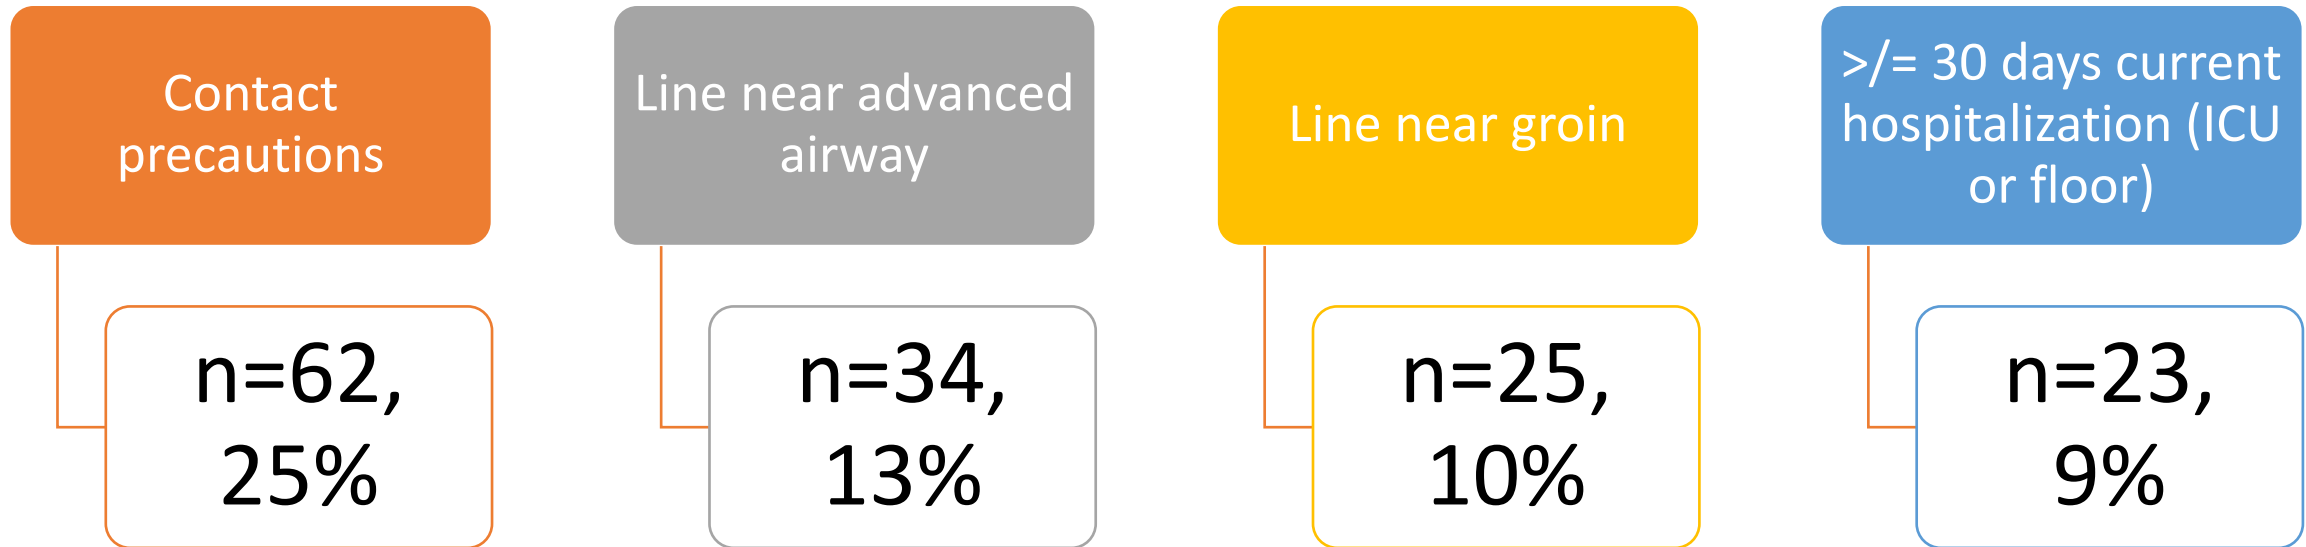 Contact
precautions
n=62,
25%
Line near advanced
airway
n=34,
13%
Line near groin
n=25,
10%
>/= 30 days current
hospitalization (ICU
or floor)
n=23,
9%